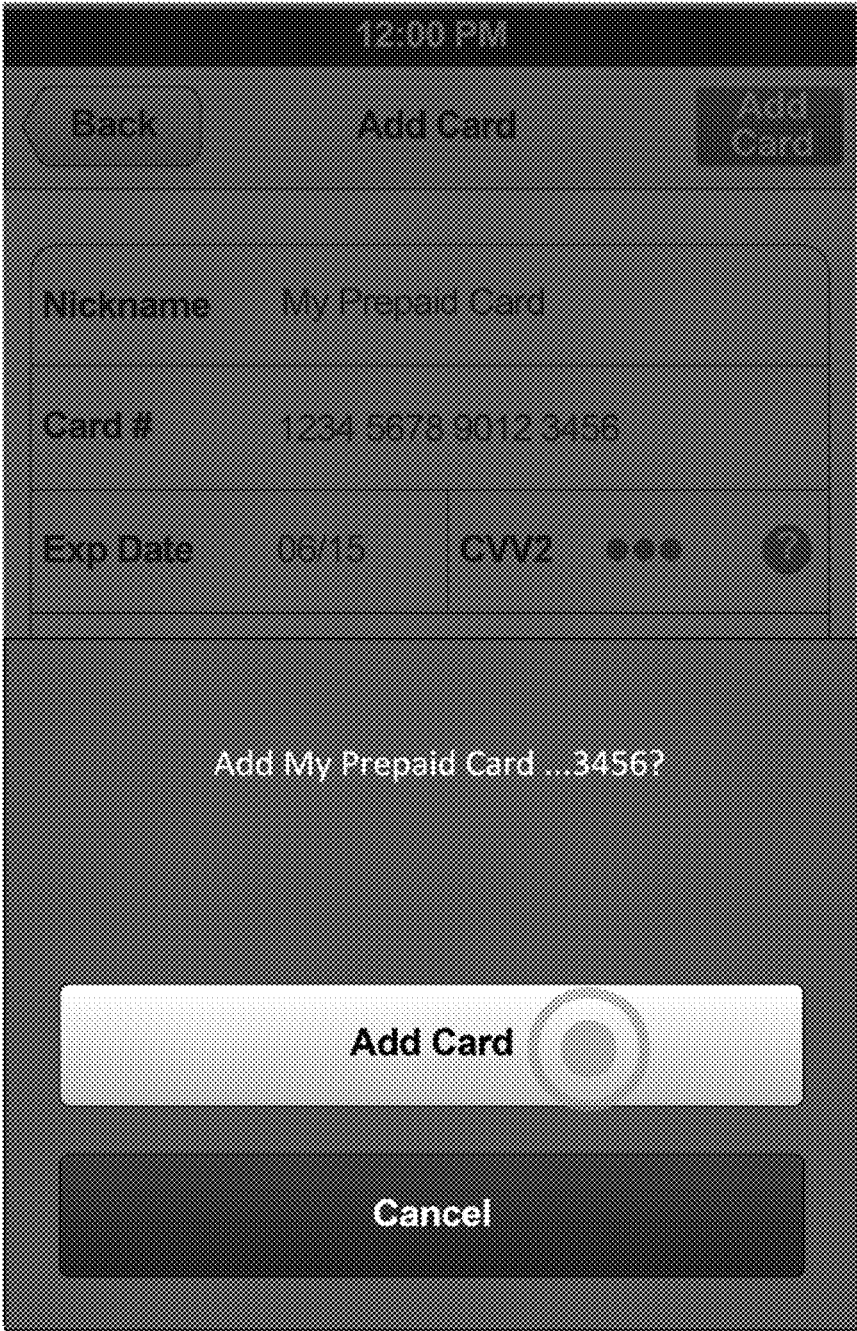 12:00 PM
Back
Add Card
Add
Card
Nickname My Prepaid Card
Card # 1234 5678 9012 3456
Exp Date 06/15 CVV2 ●●● ?
Add My Prepaid Card ...3456?
Add Card
Cancel